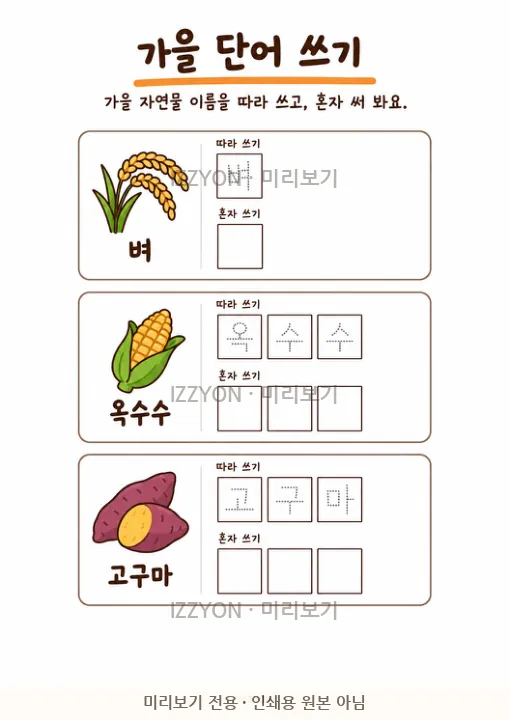 가을 단어 쓰기
가을 자연물 이름을 따라 쓰고, 혼자 써 봐요.
따라 쓰기
벼
IZZYON · 미리보기
혼자 쓰기
벼
따라 쓰기
옥 수 수
혼자 쓰기
IZZYON · 미리보기
옥수수
따라 쓰기
고 구 마
혼자 쓰기
고구마
IZZYON · 미리보기
미리보기 전용 · 인쇄용 원본 아님